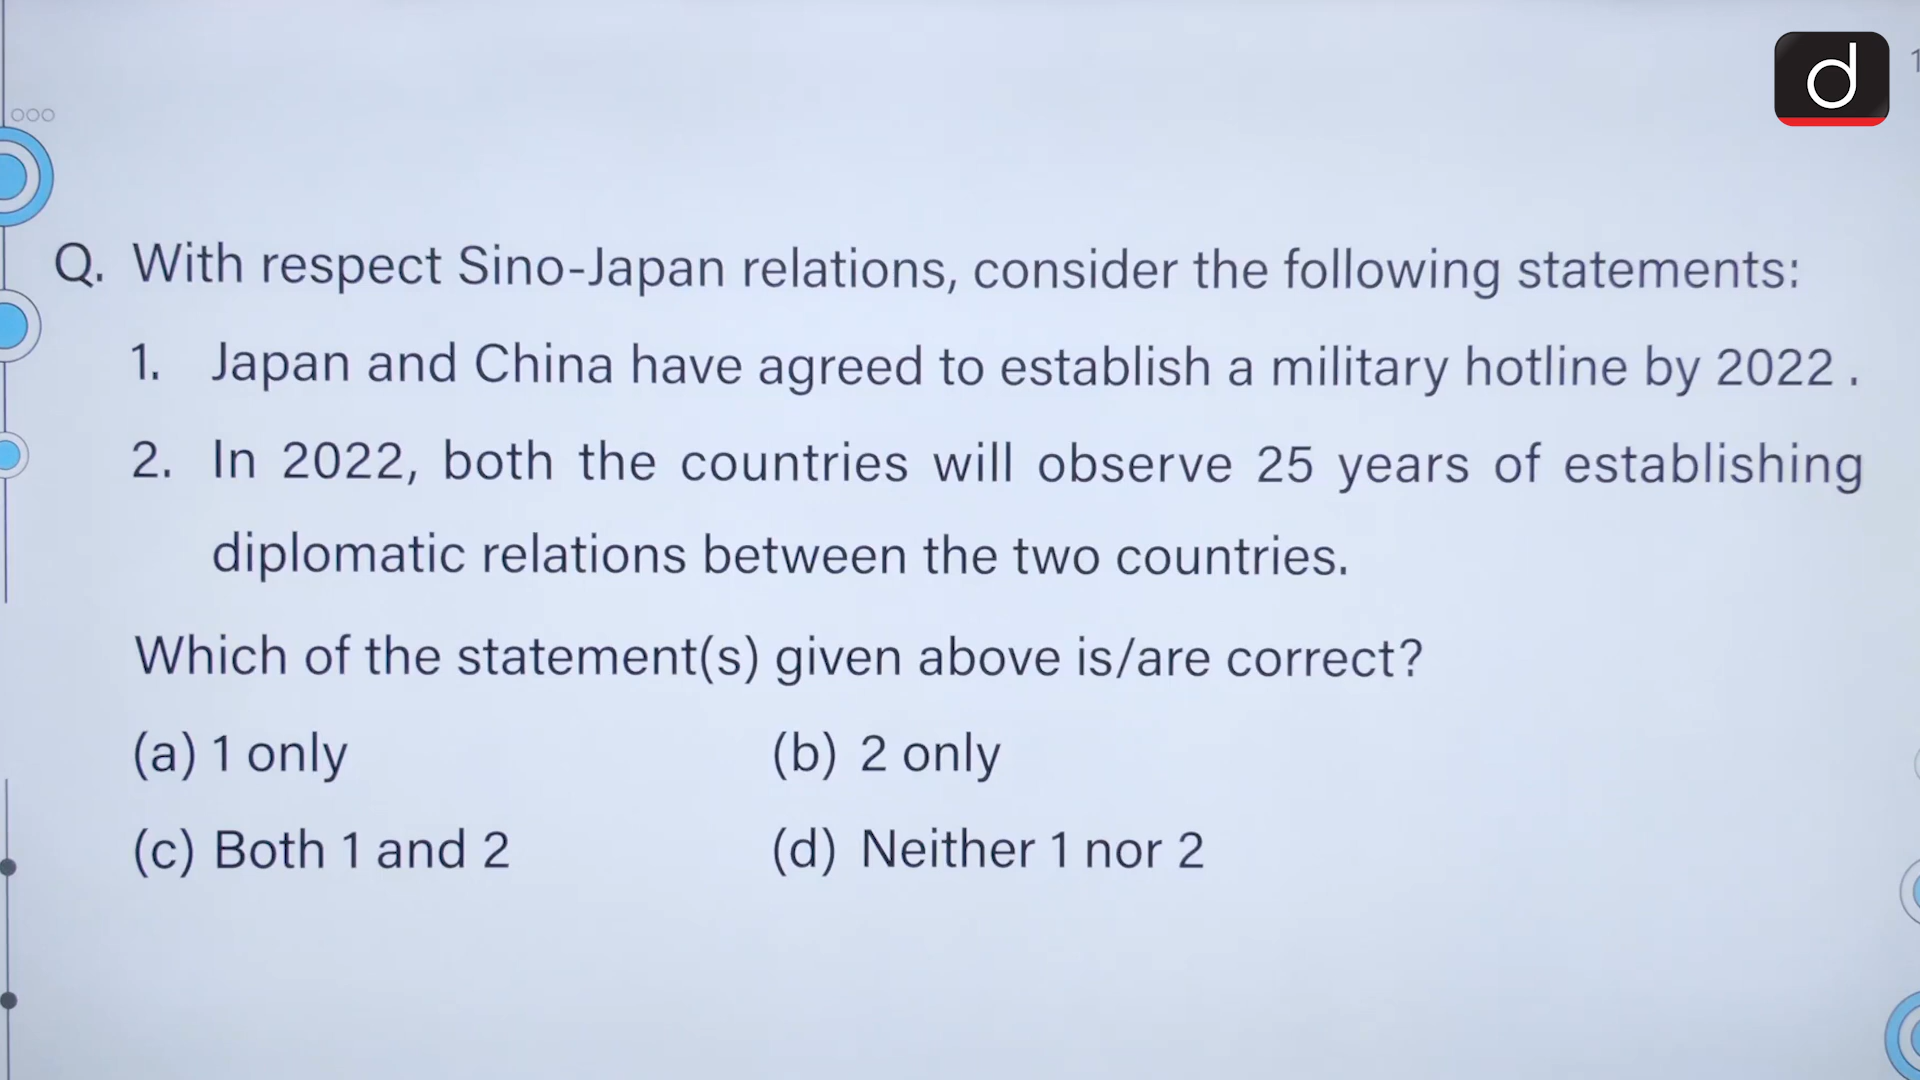 d
1
Q. With respect Sino-Japan relations, consider the following statements:
1. Japan and China have agreed to establish a military hotline by 2022 .
2. In 2022, both the countries will observe 25 years of establishing
diplomatic relations between the two countries.
Which of the statement(s) given above is/are correct?
(a) 1 only (b) 2 only
(c) Both 1 and 2 (d) Neither 1 nor 2